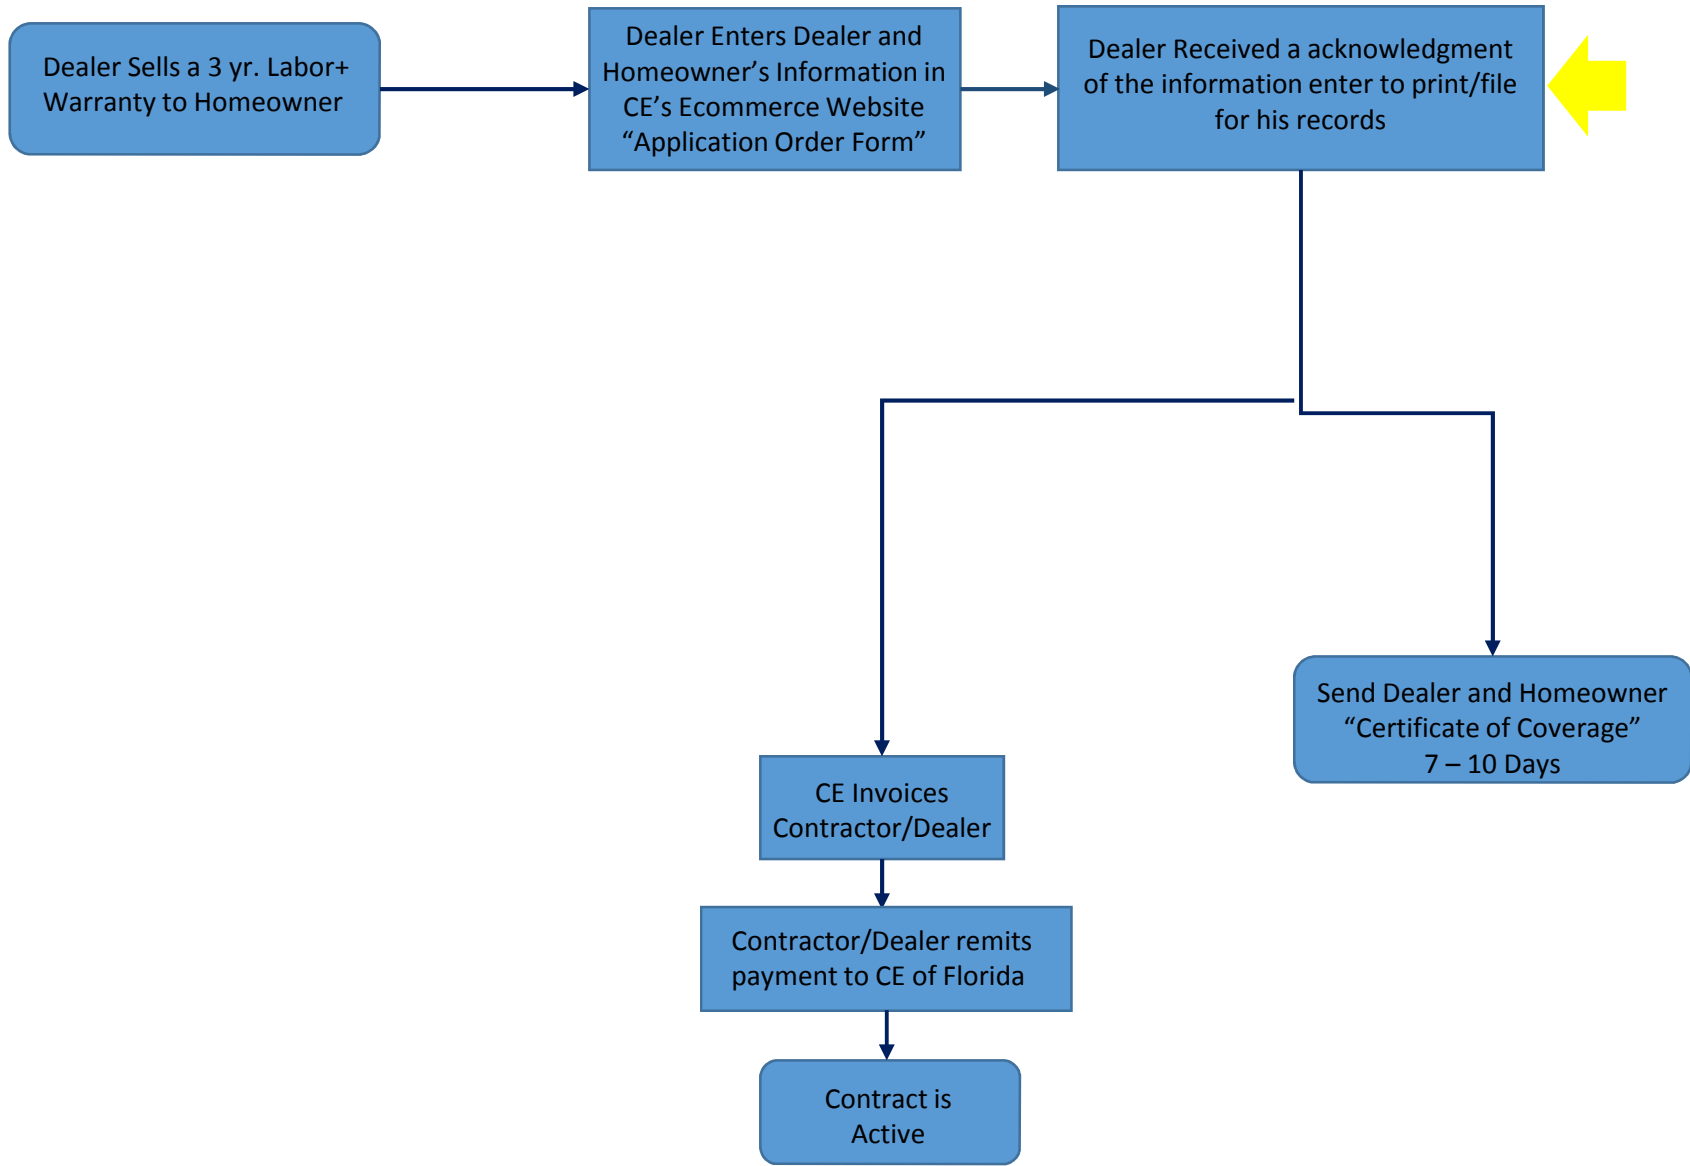 Dealer Sells a 3 yr. Labor+
Warranty to Homeowner
Dealer Enters Dealer and
Homeowner’s Information in
CE’s Ecommerce Website
“Application Order Form”
Dealer Received a acknowledgment
of the information enter to print/file
for his records
Send Dealer and Homeowner
“Certificate of Coverage”
7 – 10 Days
CE Invoices
Contractor/Dealer
Contractor/Dealer remits
payment to CE of Florida
Contract is
Active